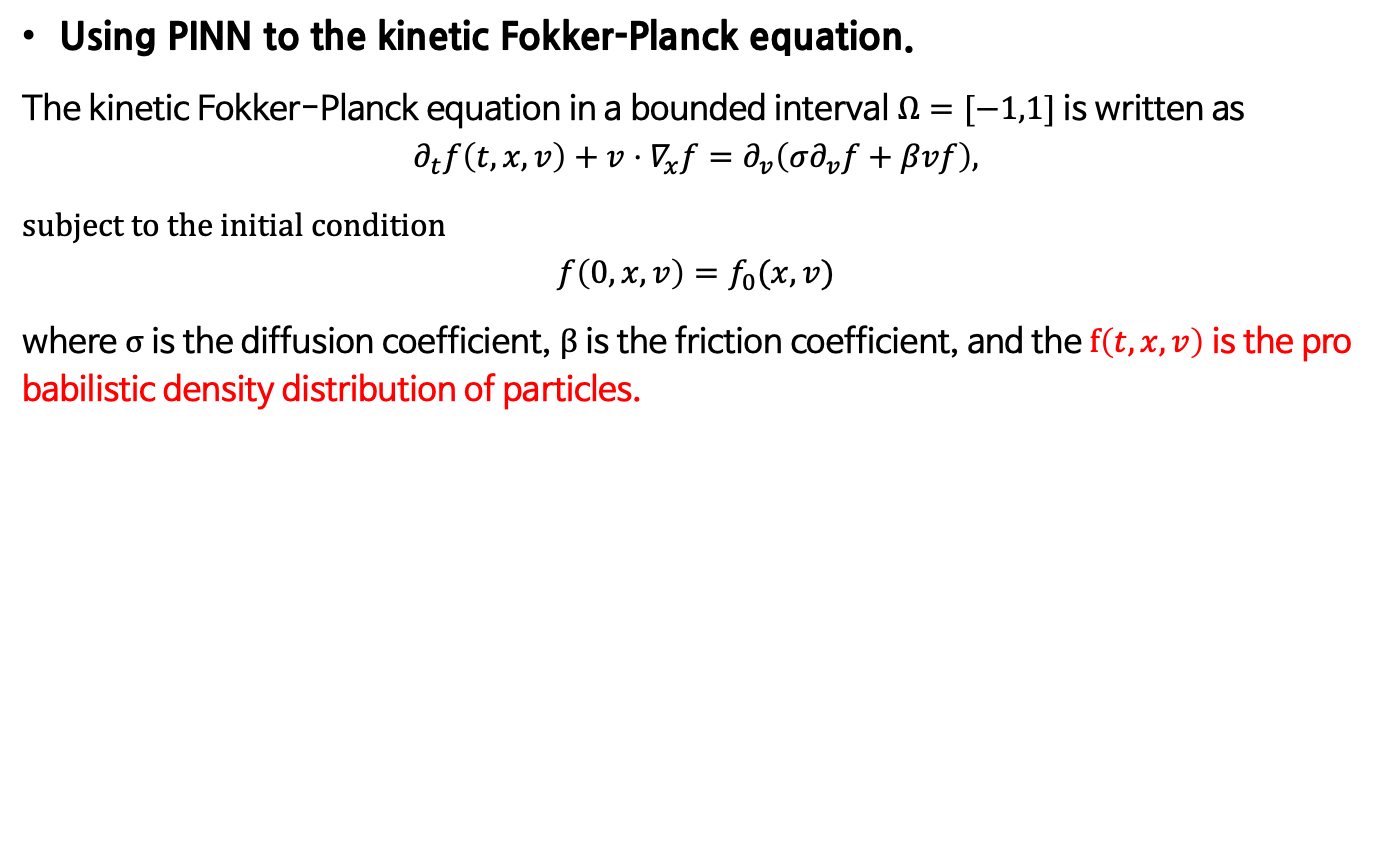 • Using PINN to the kinetic Fokker-Planck equation.
The kinetic Fokker-Planck equation in a bounded interval Ω = [−1,1] is written as
∂ₜf(t, x, v) + v · ∇ₓf = ∂ᵥ(σ∂ᵥf + βvf),
subject to the initial condition
f(0, x, v) = f₀(x, v)
where σ is the diffusion coefficient, β is the friction coefficient, and the f(t, x, v) is the pro
babilistic density distribution of particles.